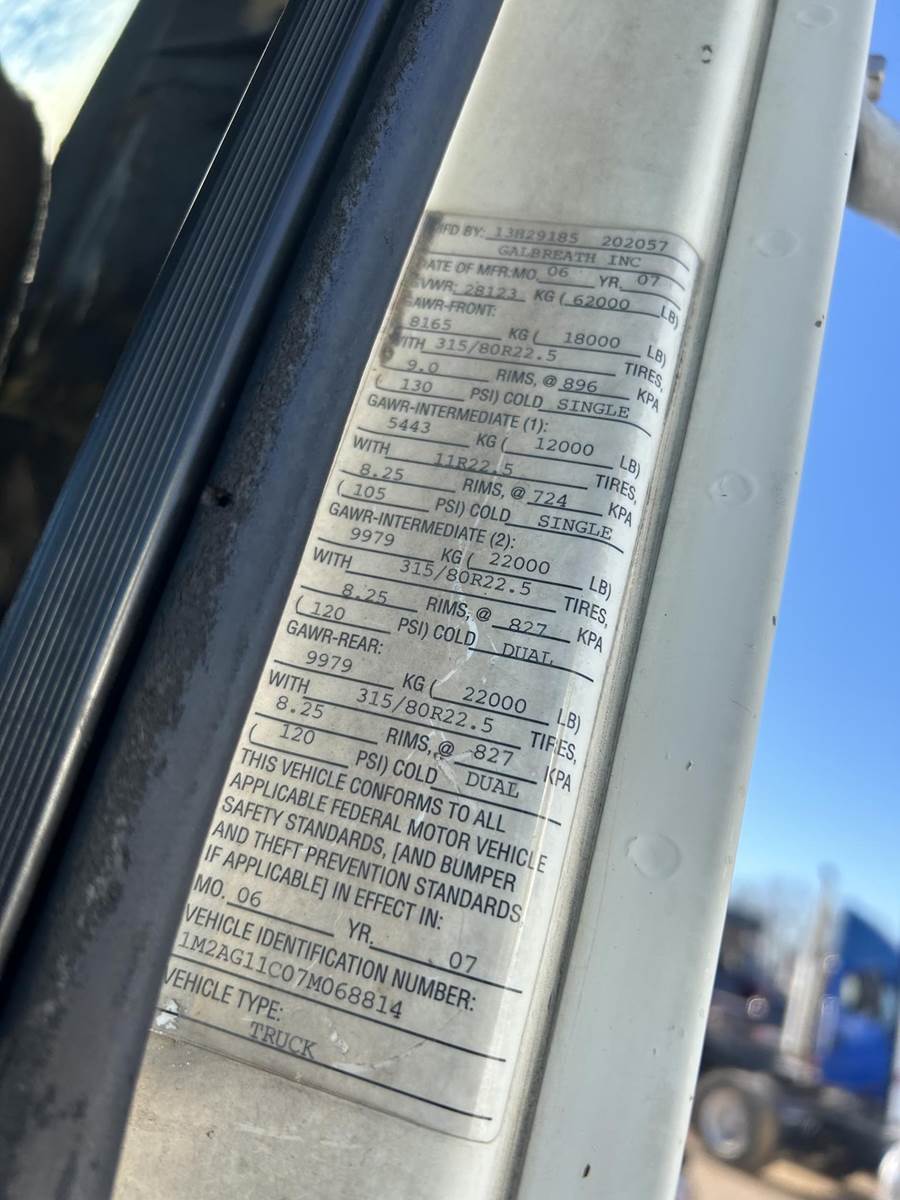 MFD BY: 13H29185 202057
GALBREATH INC
DATE OF MFR:MO. 06 YR. 07
GVWR: 28123 KG ( 62000 LB)
GAWR-FRONT:
8165 KG ( 18000 LB)
WITH 315/80R22.5 TIRES,
9.0 RIMS, @ 896 KPA
( 130 PSI) COLD SINGLE
GAWR-INTERMEDIATE (1):
5443 KG ( 12000 LB)
WITH 11R22.5 TIRES,
8.25 RIMS, @ 724 KPA
( 105 PSI) COLD SINGLE
GAWR-INTERMEDIATE (2):
9979 KG ( 22000 LB)
WITH 315/80R22.5 TIRES,
8.25 RIMS, @ 827 KPA
( 120 PSI) COLD DUAL
GAWR-REAR:
9979 KG ( 22000 LB)
WITH 315/80R22.5 TIRES,
8.25 RIMS, @ 827 KPA
( 120 PSI) COLD DUAL
THIS VEHICLE CONFORMS TO ALL
APPLICABLE FEDERAL MOTOR VEHICLE
SAFETY STANDARDS, [AND BUMPER
AND THEFT PREVENTION STANDARDS
IF APPLICABLE] IN EFFECT IN:
MO. 06 YR. 07
VEHICLE IDENTIFICATION NUMBER:
1M2AG11C07M068814
VEHICLE TYPE:
TRUCK